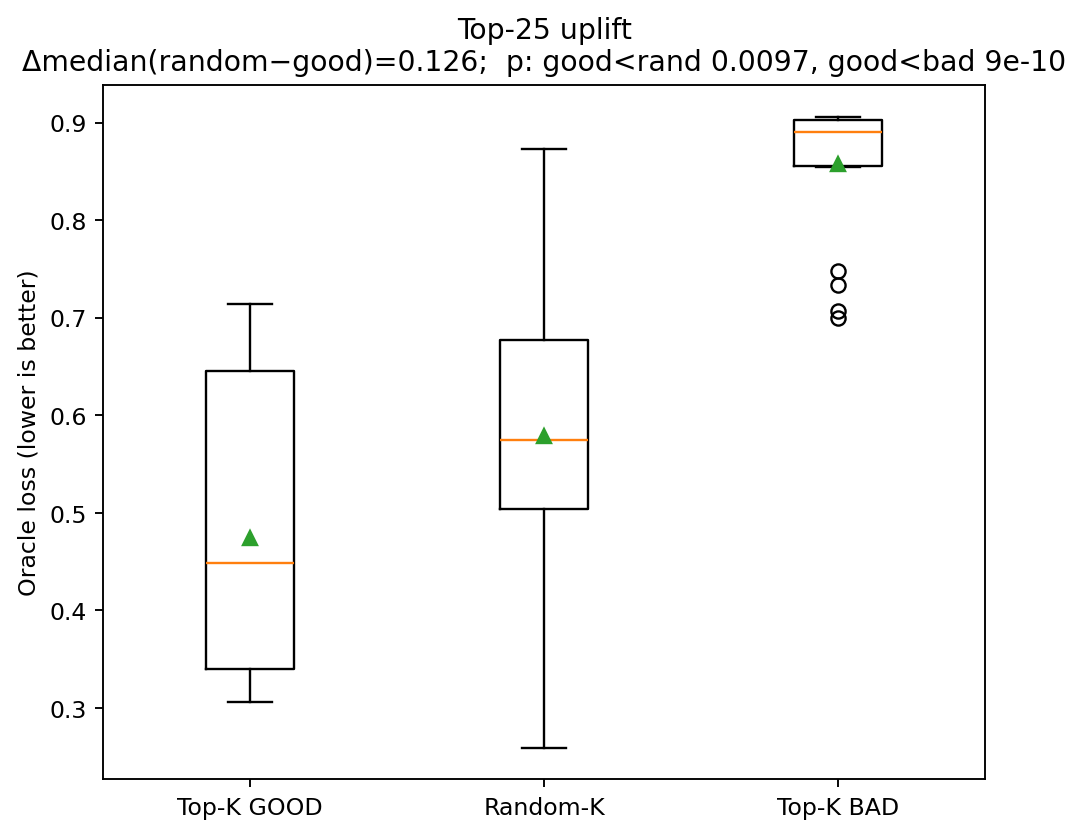 Top-25 uplift
Δmedian(random−good)=0.126;  p: good<rand 0.0097, good<bad 9e-10
Oracle loss (lower is better)
0.9
0.8
0.7
0.6
0.5
0.4
0.3
Top-K GOOD
Random-K
Top-K BAD